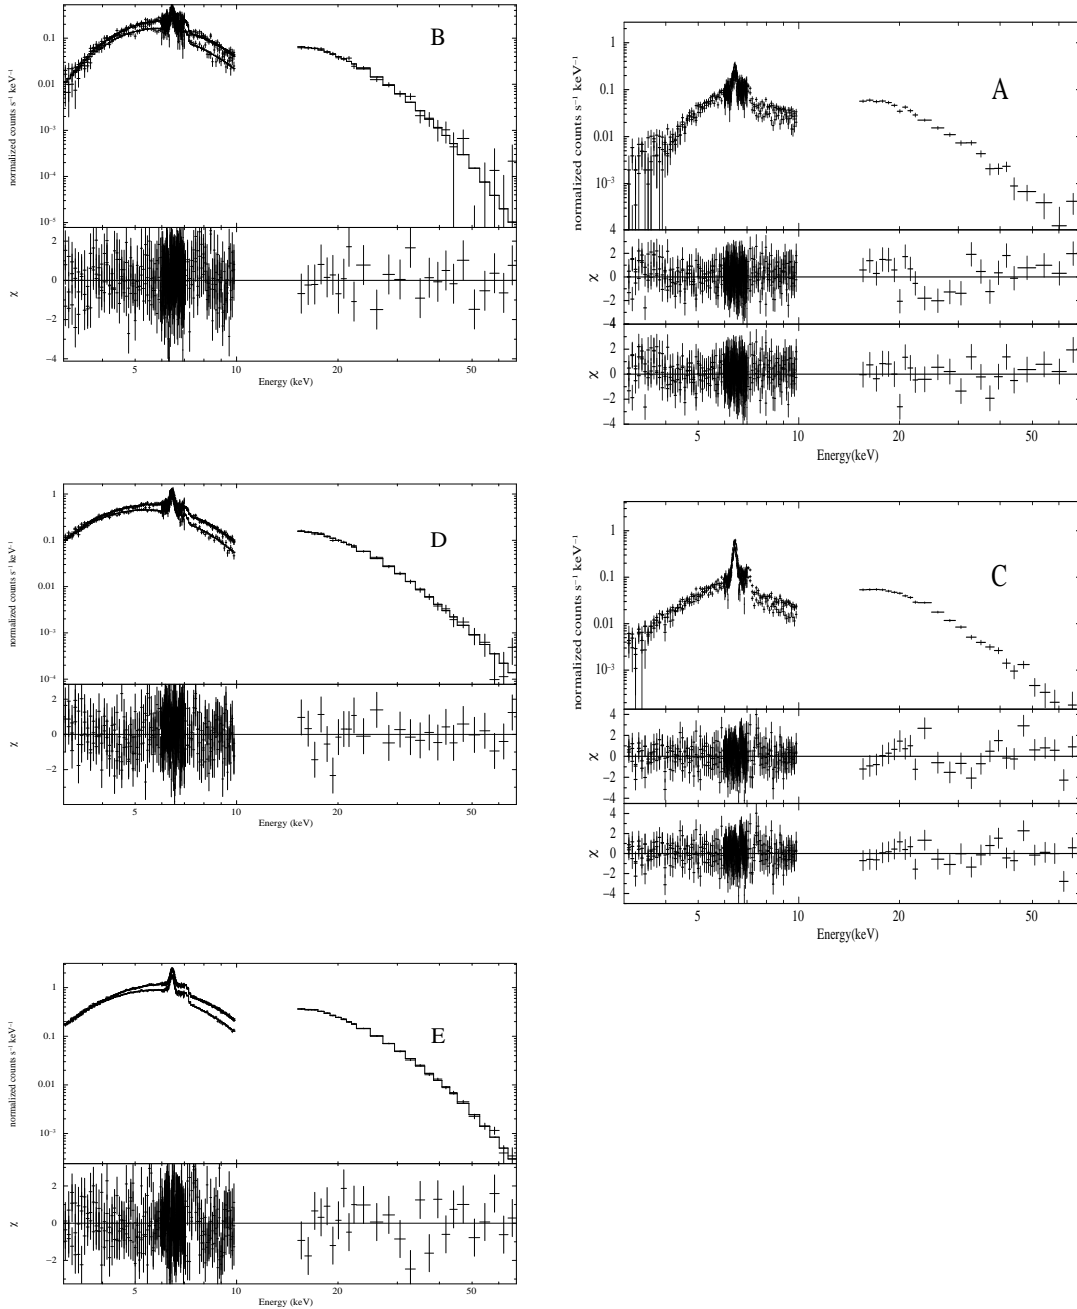 B
normalized counts s⁻¹ keV⁻¹
0.1
0.01
10⁻³
10⁻⁴
10⁻⁵
χ
2
0
−2
−4
5 10 20 50
Energy (keV)
A
normalized counts s⁻¹ keV⁻¹
1
0.1
0.01
10⁻³
4
χ
2
0
−2
−4
χ
2
0
−2
−4
5 10 20 50
Energy(keV)
D
normalized counts s⁻¹ keV⁻¹
1
0.1
0.01
10⁻³
10⁻⁴
χ
2
0
−2
5 10 20 50
Energy (keV)
C
normalized counts s⁻¹ keV⁻¹
1
0.1
0.01
10⁻³
4
χ
2
0
−2
−4
4
χ
2
0
−2
−4
5 10 20 50
Energy(keV)
E
normalized counts s⁻¹ keV⁻¹
1
0.1
0.01
10⁻³
χ
2
0
−2
5 10 20 50
Energy (keV)